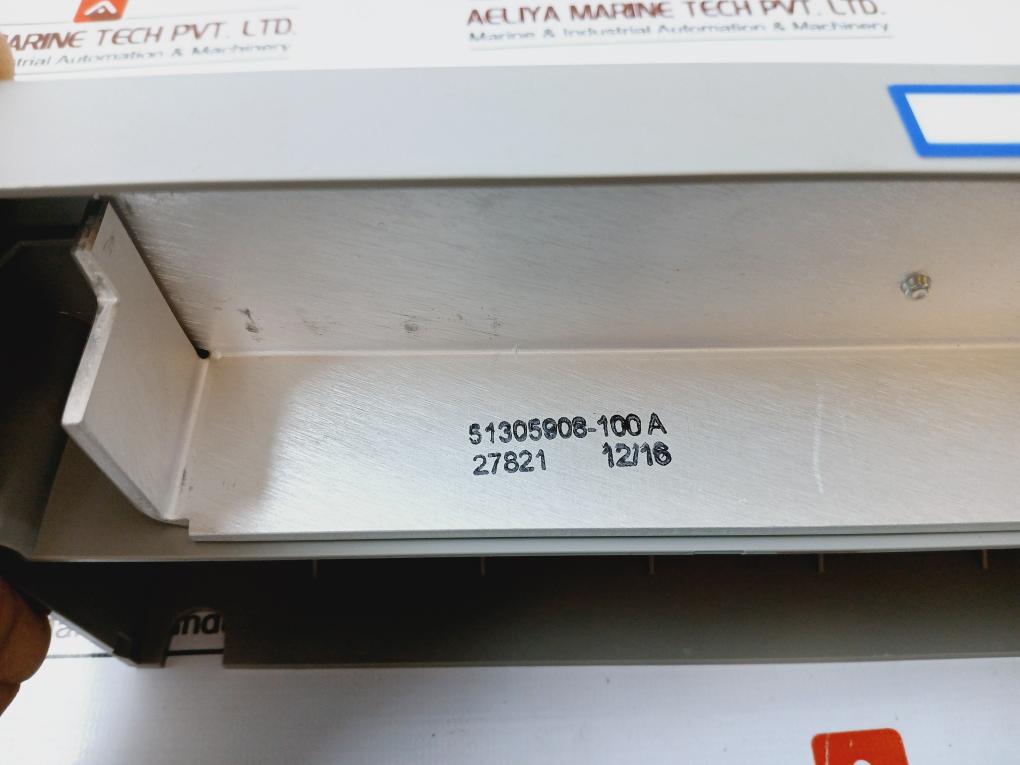 ARINE TECH PVT. LTD.
trial Automation & Machinery
AELIYA MARINE TECH PVT. LTD.
Marine & Industrial Automation & Machinery
51305908-100 A
27821 12/16